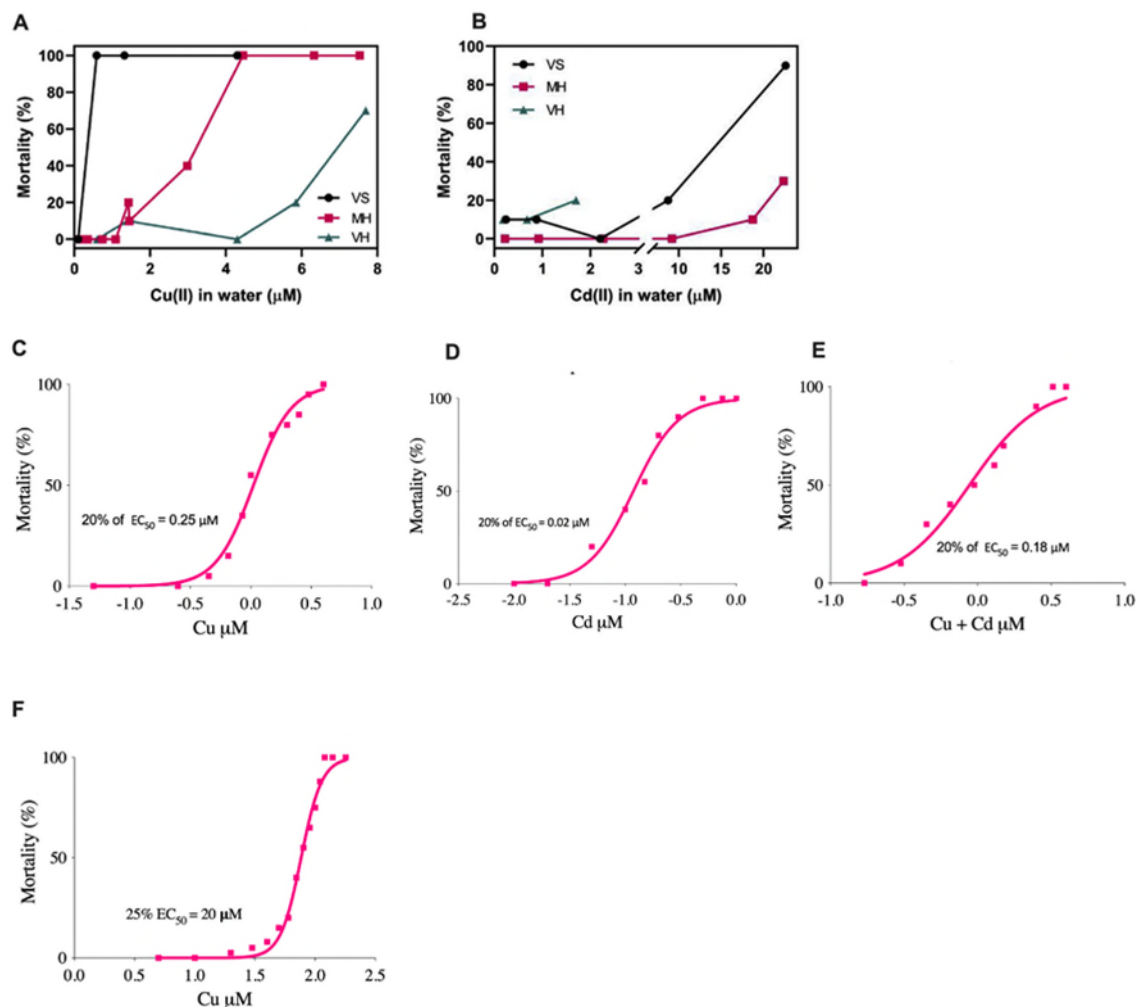 A
Mortality (%)
100
80
60
40
20
0
0 2 4 6 8
Cu(II) in water (μM)
VS
MH
VH
B
Mortality (%)
100
80
60
40
20
0
0 1 2 3 10 20
Cd(II) in water (μM)
VS
MH
VH
C
Mortality (%)
100
50
0
-1.5 -1.0 -0.5 0.0 0.5 1.0
Cu μM
20% of EC50 = 0.25 μM
D
Mortality (%)
100
50
0
-2.5 -2.0 -1.5 -1.0 -0.5 0.0
Cd μM
20% of EC50 = 0.02 μM
E
Mortality (%)
100
50
0
-1.0 -0.5 0.0 0.5 1.0
Cu + Cd μM
20% of EC50 = 0.18 μM
F
Mortality (%)
100
50
0
0.0 0.5 1.0 1.5 2.0 2.5
Cu μM
25% EC50 = 20 μM